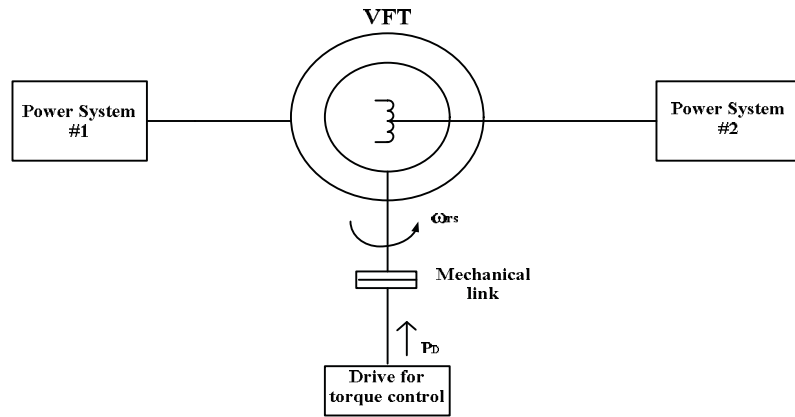 VFT
Power System
#1
Power System
#2
ωrs
Mechanical
link
PD
Drive for
torque control